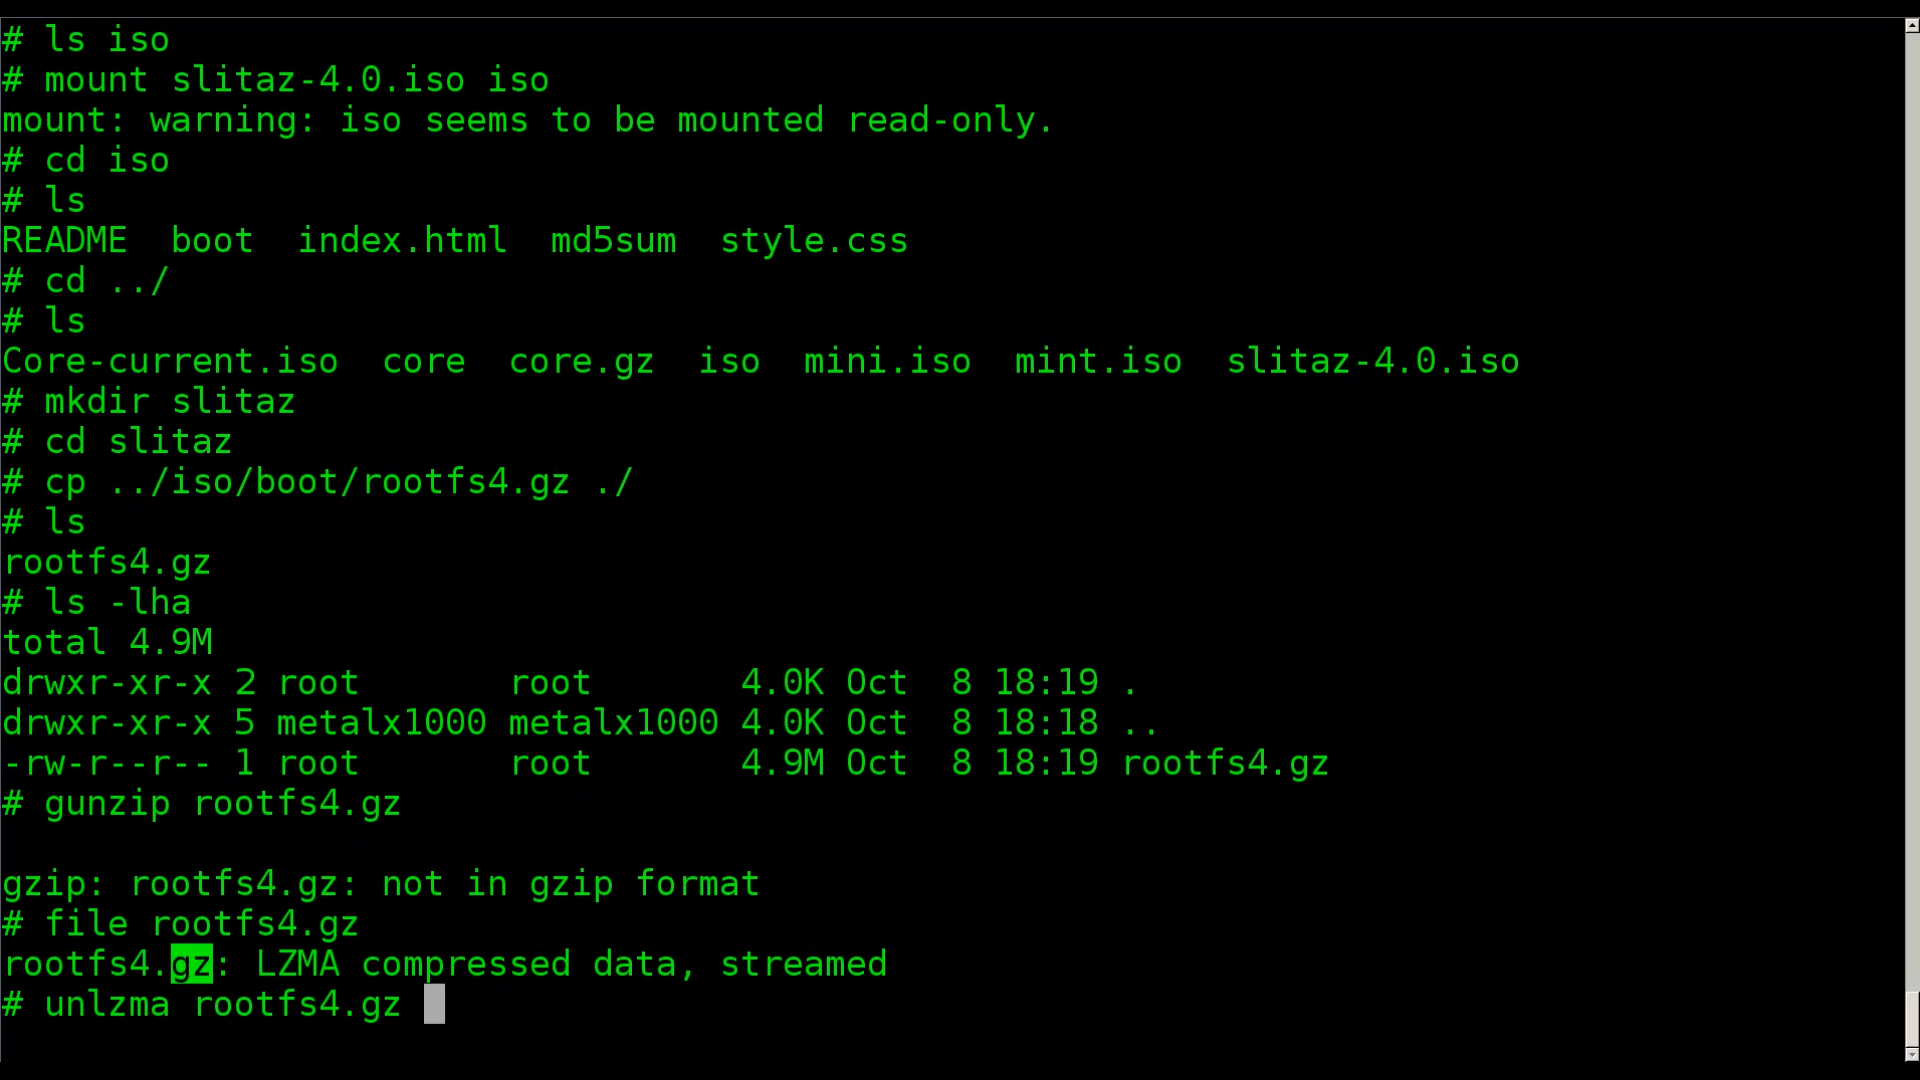 # ls iso
# mount slitaz-4.0.iso iso
mount: warning: iso seems to be mounted read-only.
# cd iso
# ls
README  boot  index.html  md5sum  style.css
# cd ../
# ls
Core-current.iso  core  core.gz  iso  mini.iso  mint.iso  slitaz-4.0.iso
# mkdir slitaz
# cd slitaz
# cp ../iso/boot/rootfs4.gz ./
# ls
rootfs4.gz
# ls -lha
total 4.9M
drwxr-xr-x 2 root       root       4.0K Oct  8 18:19 .
drwxr-xr-x 5 metalx1000 metalx1000 4.0K Oct  8 18:18 ..
-rw-r--r-- 1 root       root       4.9M Oct  8 18:19 rootfs4.gz
# gunzip rootfs4.gz

gzip: rootfs4.gz: not in gzip format
# file rootfs4.gz
rootfs4.gz: LZMA compressed data, streamed
# unlzma rootfs4.gz